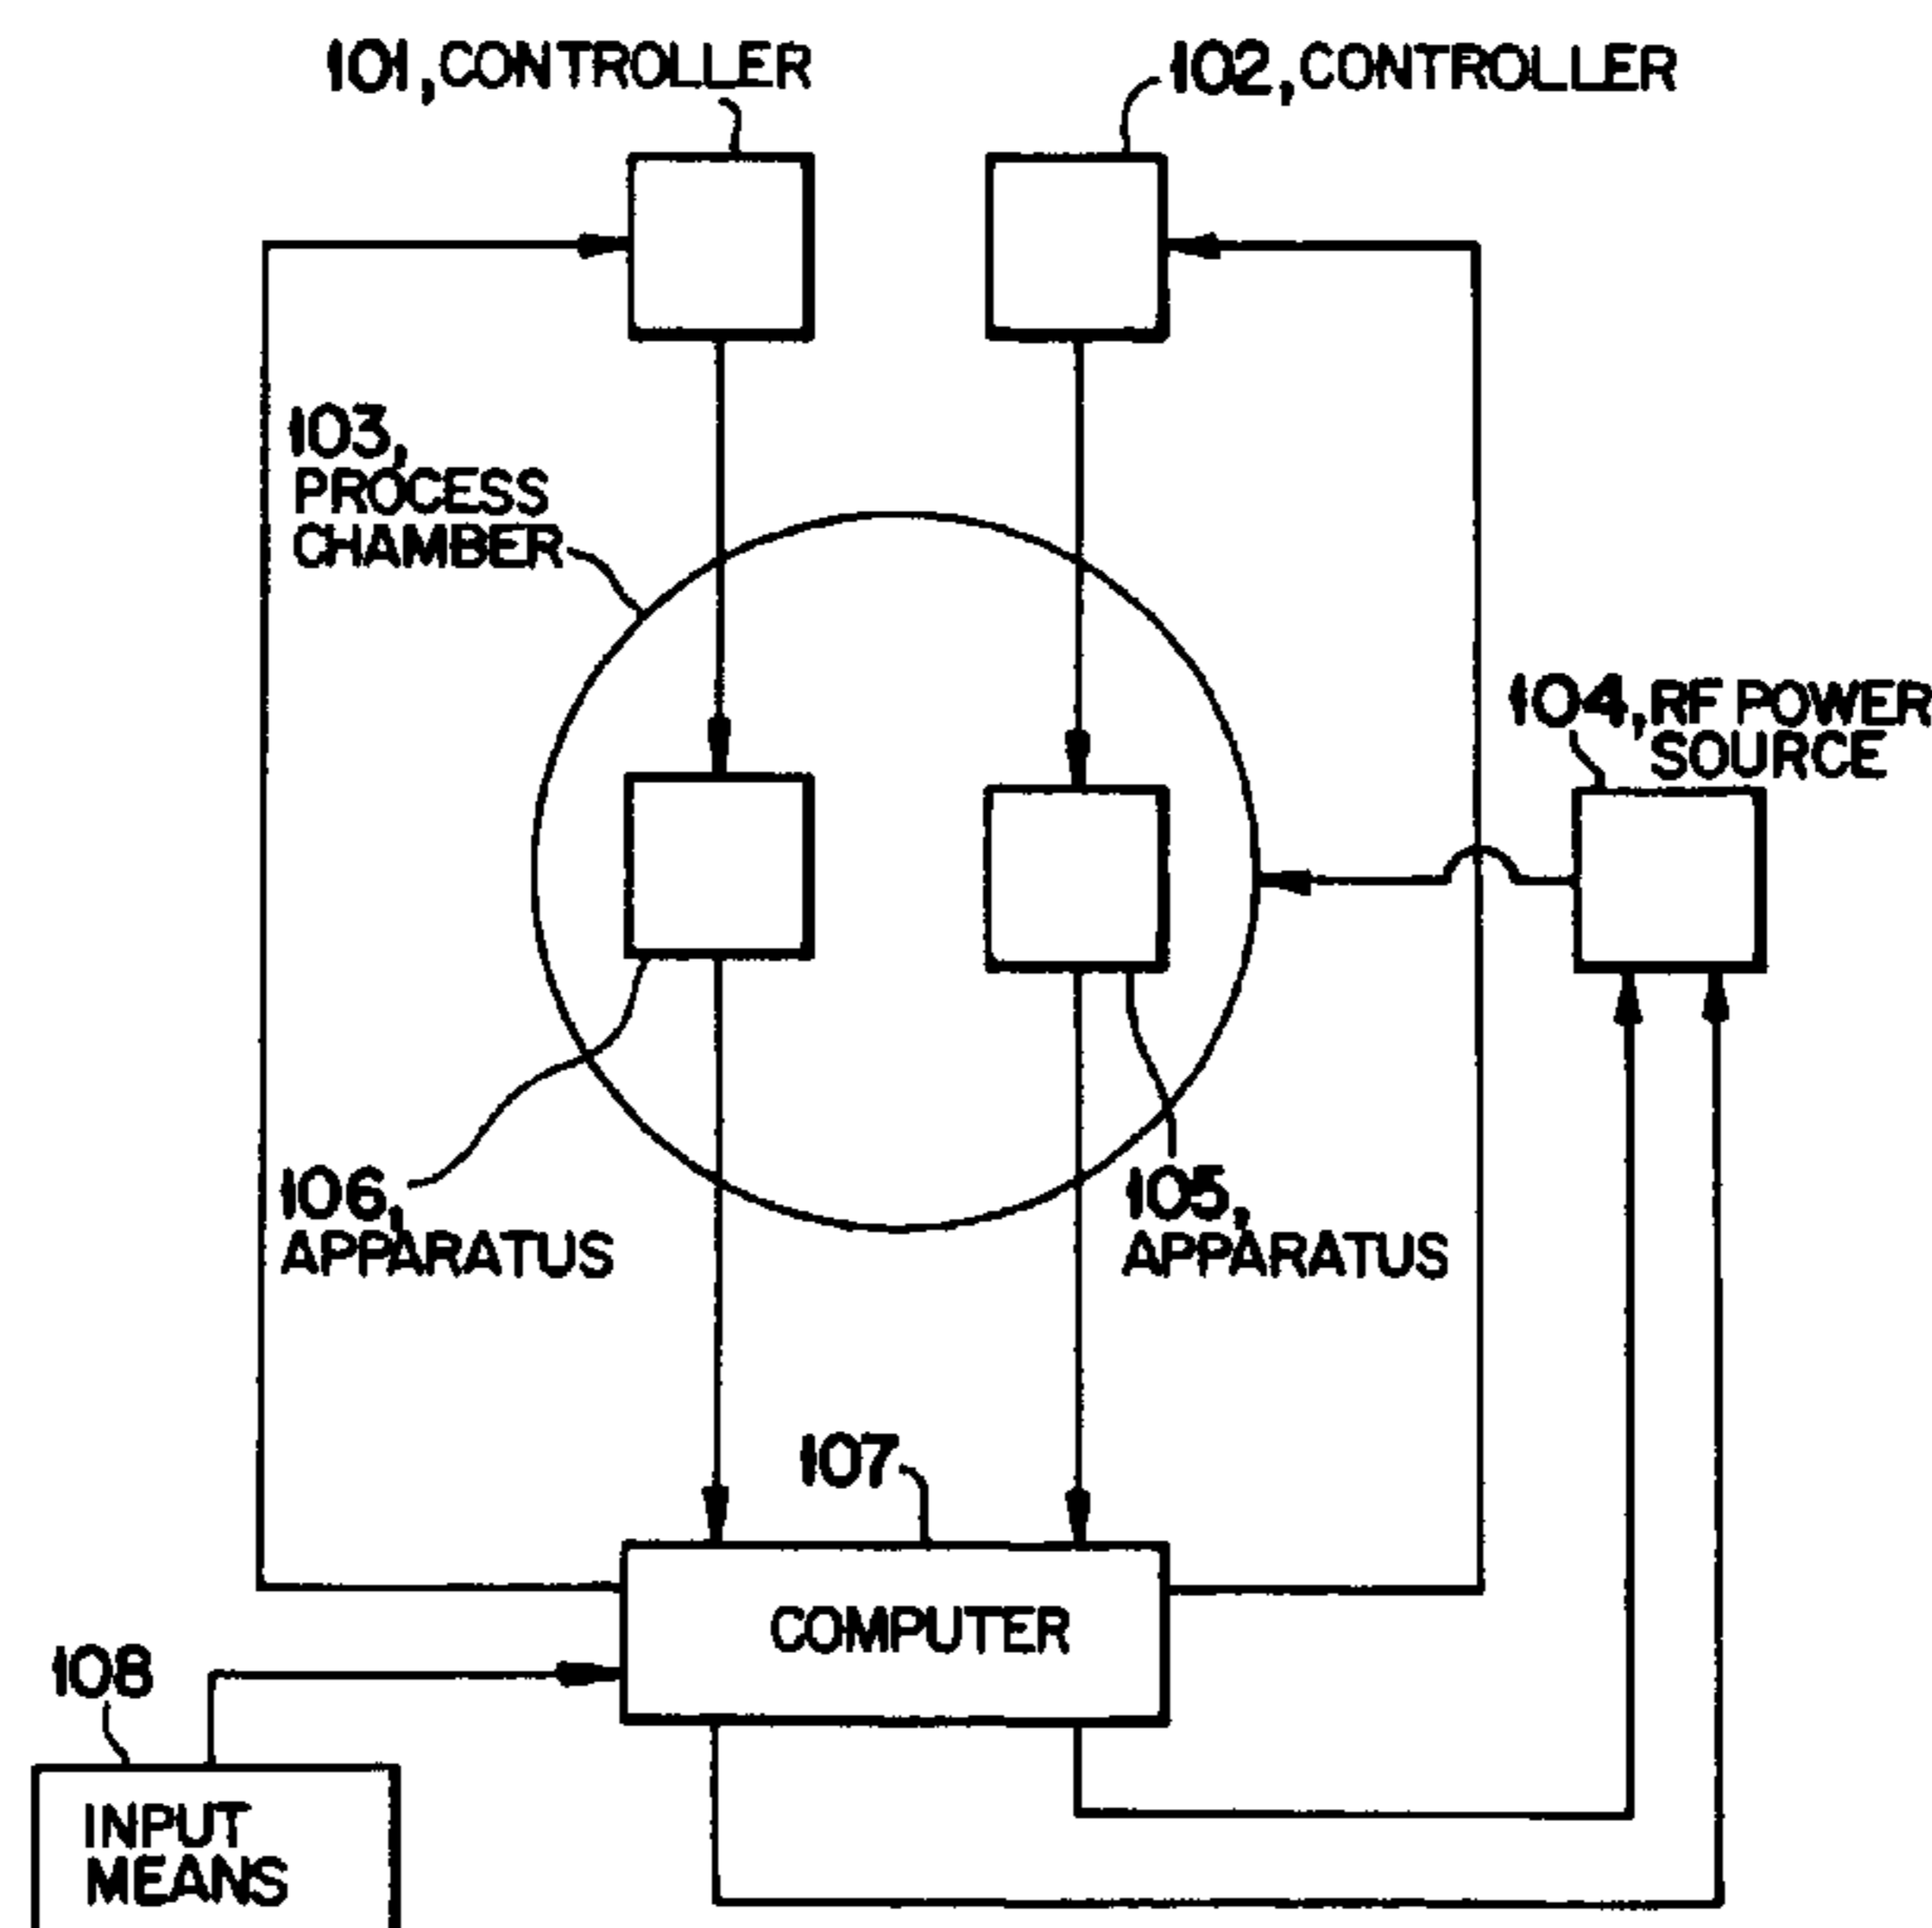 101, CONTROLLER
102, CONTROLLER
103,
PROCESS
CHAMBER
104, RF POWER
SOURCE
106,
APPARATUS
105,
APPARATUS
107
COMPUTER
108
INPUT
MEANS